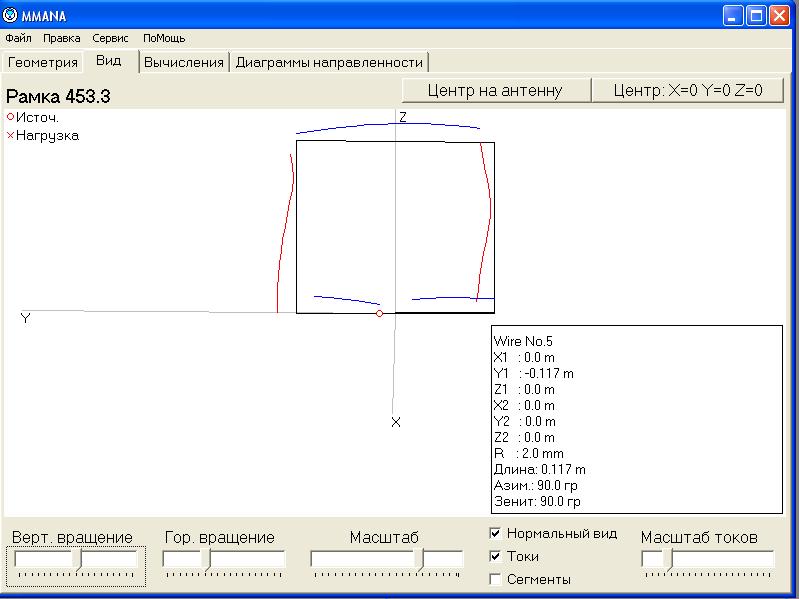 MMANA
Файл Правка Сервис ПоМощь
Геометрия Вид Вычисления Диаграммы направленности
Рамка 453.3
Центр на антенну Центр: X=0 Y=0 Z=0
Источ.
Нагрузка
Z
Y
X
Wire No.5
X1 : 0.0 m
Y1 : -0.117 m
Z1 : 0.0 m
X2 : 0.0 m
Y2 : 0.0 m
Z2 : 0.0 m
R : 2.0 mm
Длина: 0.117 m
Азим.: 90.0 гр
Зенит: 90.0 гр
Верт. вращение Гор. вращение Масштаб Нормальный вид Масштаб токов
Токи
Сегменты